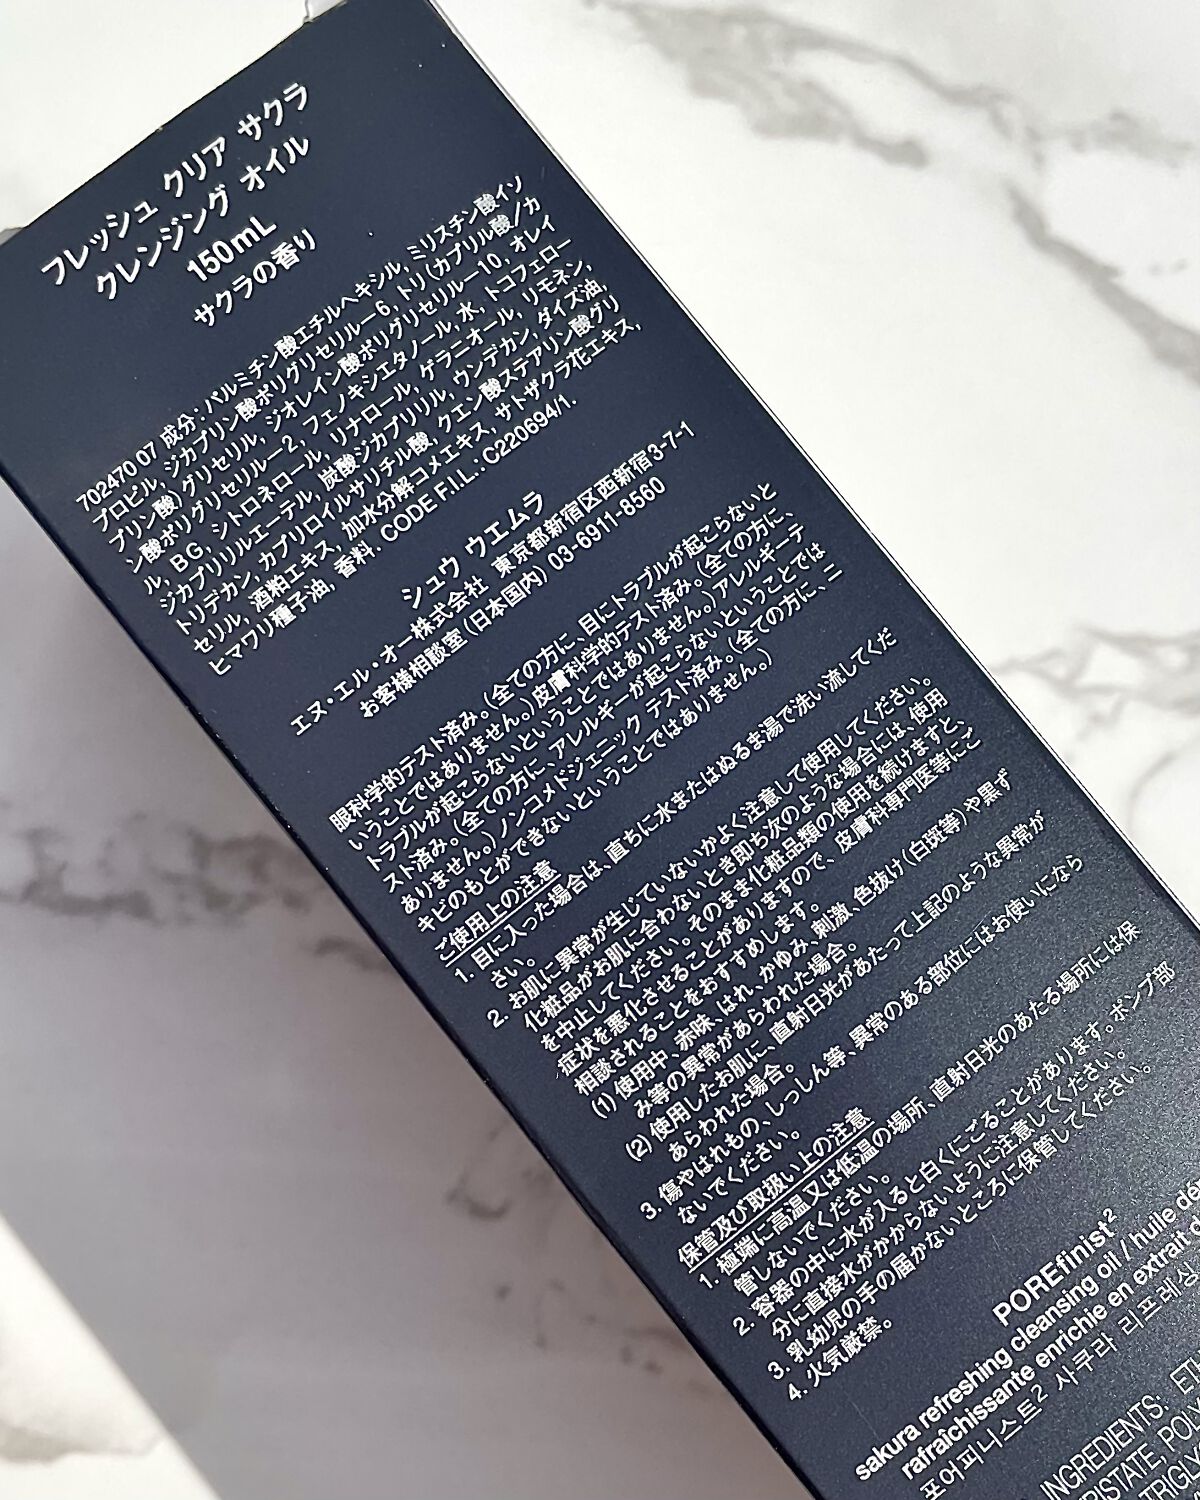 フレッシュ クリア サクラ
クレンジング オイル
150mL
サクラの香り
702470 07 成分: パルミチン酸エチルヘキシル, ミリスチン酸イソ
プロピル, ジカプリン酸ポリグリセリル−6, トリ(カプリル酸/カ
プリン酸)グリセリル, ジオレイン酸ポリグリセリル−10, オレイ
ン酸ポリグリセリル−2, フェノキシエタノール, 水, トコフェロー
ル, BG, シトロネロール, リナロール, ゲラニオール, リモネン,
ジカプリリルエーテル, 炭酸ジカプリリル, ウンデカン, ダイズ油,
トリデカン, カプリロイルサリチル酸, クエン酸ステアリン酸グリ
セリル, 酒粕エキス, 加水分解コメエキス, サトザクラ花エキス,
ヒマワリ種子油, 香料. CODE F.I.L.: C220694/1.
シュウ ウエムラ
エヌ・エル・オー株式会社 東京都新宿区西新宿3-7-1
お客様相談室(日本国内) 03-6911-8560
眼科学的テスト済み。(全ての方に、目にトラブルが起こらないと
いうことではありません。)皮膚科学的テスト済み。(全ての方に、
トラブルが起こらないということではありません。)アレルギーテ
スト済み。(全ての方に、アレルギーが起こらないということでは
ありません。)ノンコメドジェニック テスト済み。(全ての方に、ニ
キビのもとができないということではありません。)
ご使用上の注意
1. 目に入った場合は、直ちに水またはぬるま湯で洗い流してくだ
さい。
2. お肌に異常が生じていないかよく注意して使用してください。
化粧品がお肌に合わないとき即ち次のような場合には、使用
を中止してください。そのまま化粧品類の使用を続けますと、
症状を悪化させることがありますので、皮膚科専門医等にご
相談されることをおすすめします。
(1) 使用中、赤味、はれ、かゆみ、刺激、色抜け(白斑等)や黒ず
み等の異常があらわれた場合。
(2) 使用したお肌に、直射日光があたって上記のような異常が
あらわれた場合。
3. 傷やはれもの、しっしん等、異常のある部位にはお使いになら
ないでください。
保管及び取扱い上の注意
1. 極端に高温又は低温の場所、直射日光のあたる場所には保
管しないでください。
2. 容器の中に水が入ると白くにごることがあります。ポンプ部
分に直接水がかからないように注意してください。
3. 乳幼児の手の届かないところに保管してください。
4. 火気厳禁。
POREfinist²
sakura refreshing cleansing oil / huile dé
rafraîchissante enrichie en extrait
포어피니스트² 사쿠라 리프레싱
INGREDIENTS: